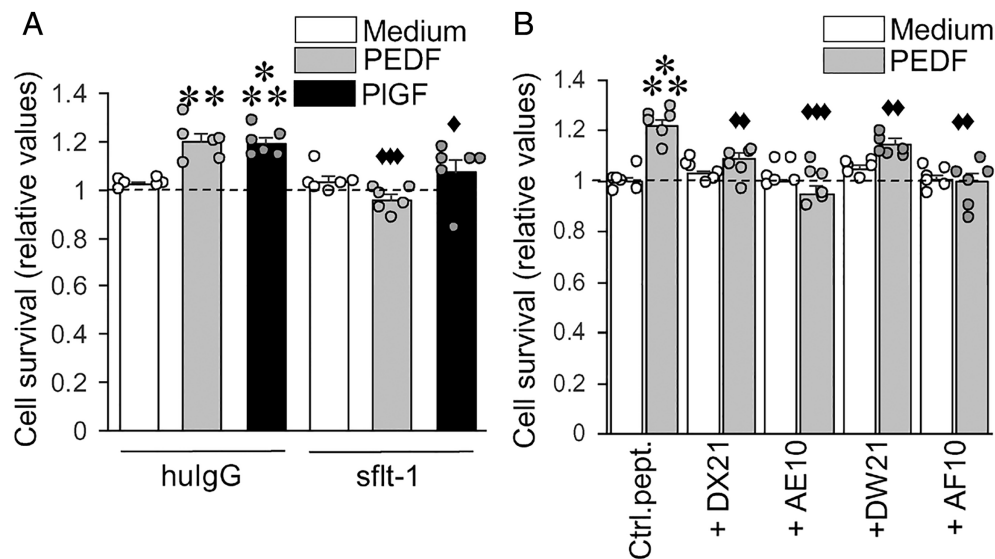 A
Medium
PEDF
PlGF
Cell survival (relative values)
1.4
1.2
1
0.8
0.6
0.4
0.2
0
**
*
**
♦♦♦
♦
huIgG
sflt-1
B
Medium
PEDF
Cell survival (relative values)
1.4
1.2
1
0.8
0.6
0.4
0.2
0
*
**
♦♦
♦♦♦
♦♦
♦♦
Ctrl.pept.
+ DX21
+ AE10
+DW21
+ AF10